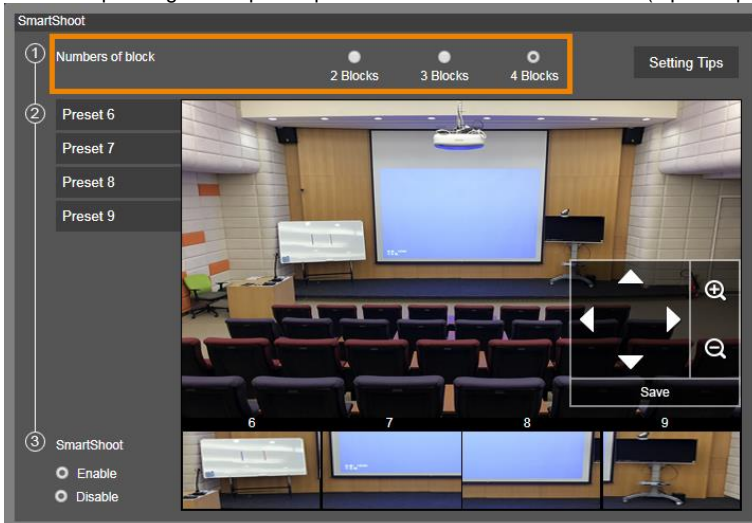 SmartShoot
1
Numbers of block
2 Blocks
3 Blocks
4 Blocks
Setting Tips
2
Preset 6
Preset 7
Preset 8
Preset 9
Save
6
7
8
9
3
SmartShoot
Enable
Disable